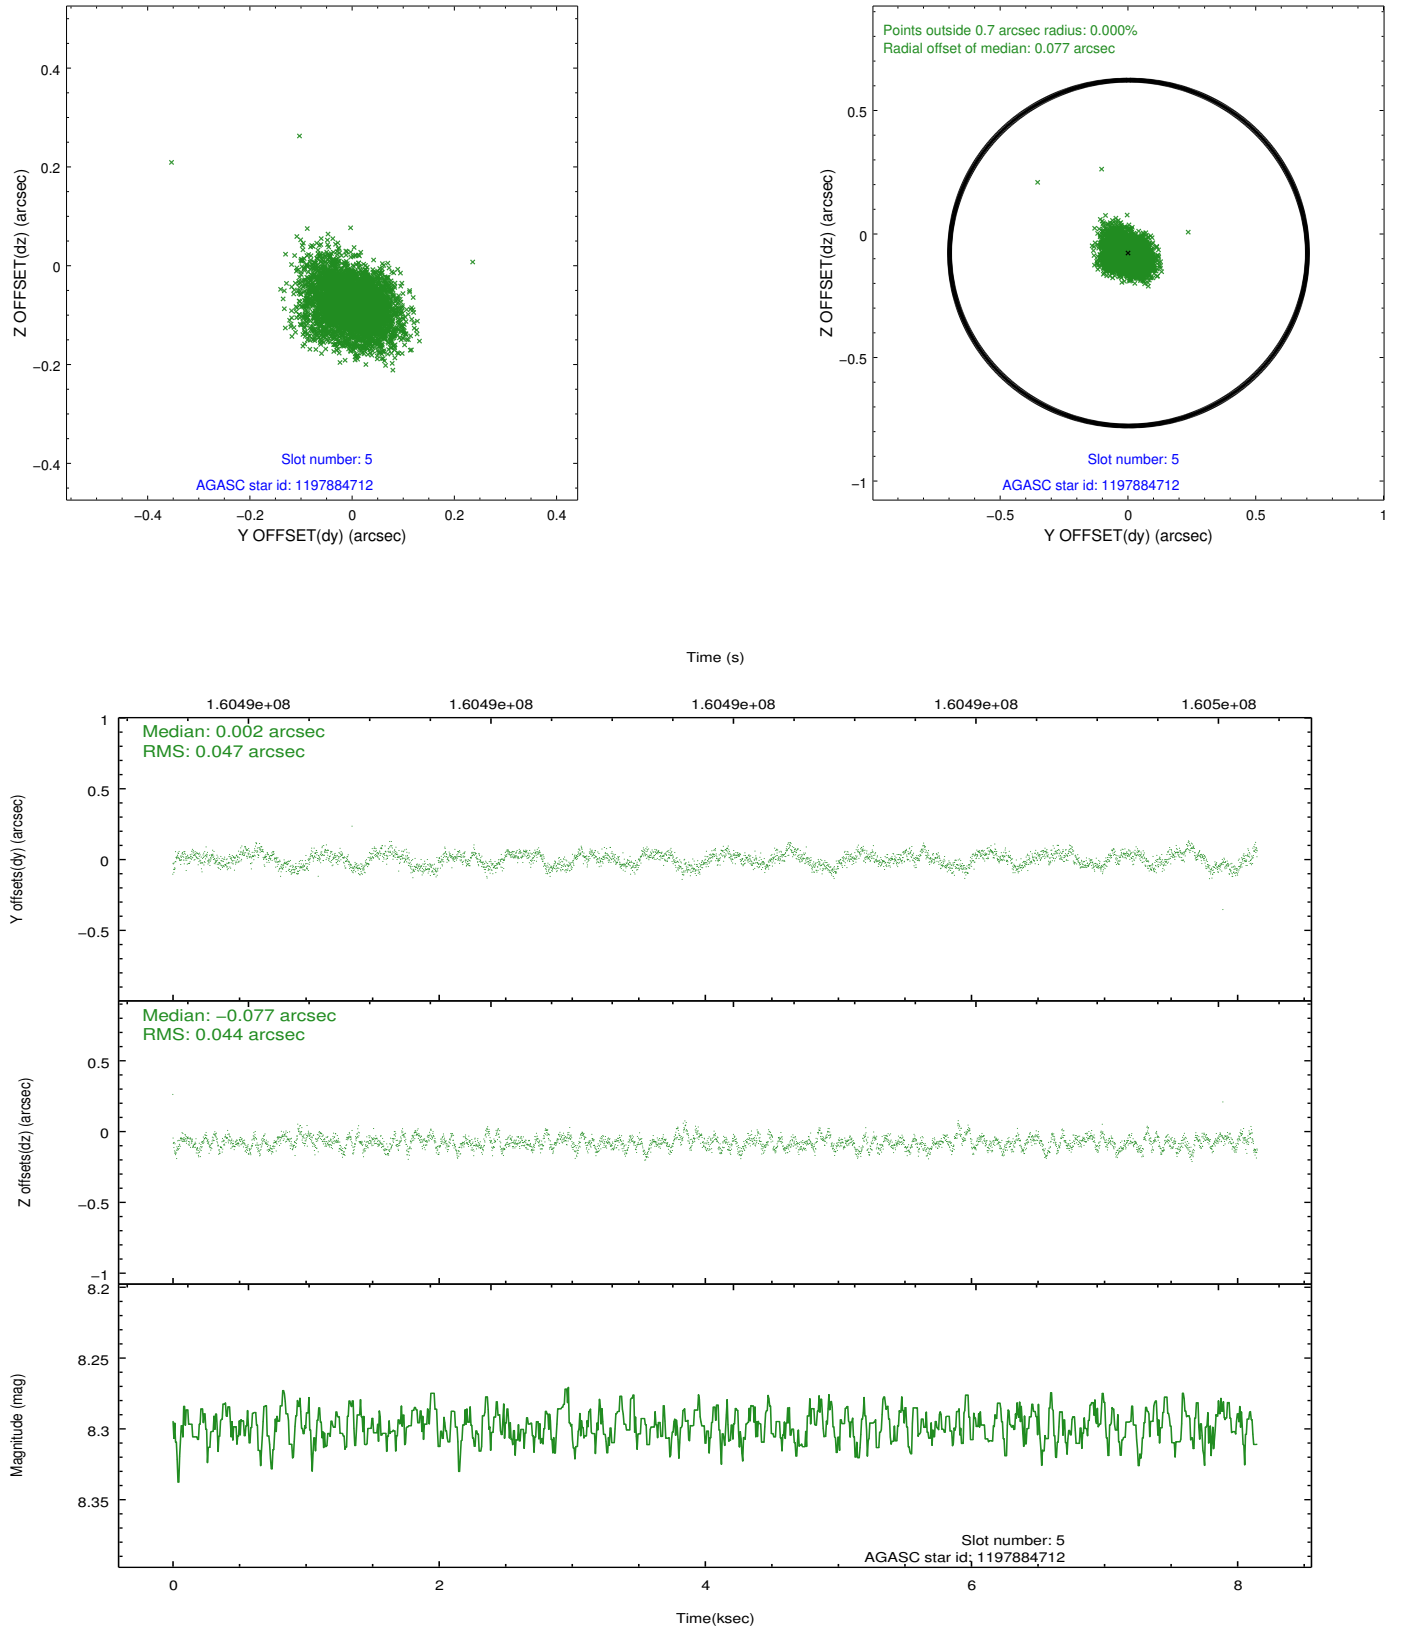 0.4
0.2
0
−0.2
−0.4
Z OFFSET(dz) (arcsec)
Slot number: 5
AGASC star id: 1197884712
−0.4 −0.2 0 0.2 0.4
Y OFFSET(dy) (arcsec)
Points outside 0.7 arcsec radius: 0.000%
Radial offset of median: 0.077 arcsec
0.5
0
−0.5
−1
Z OFFSET(dz) (arcsec)
Slot number: 5
AGASC star id: 1197884712
−0.5 0 0.5 1
Y OFFSET(dy) (arcsec)
Time (s)
1.6049e+08 1.6049e+08 1.6049e+08 1.6049e+08 1.605e+08
Median: 0.002 arcsec
RMS: 0.047 arcsec
1
0.5
0
−0.5
Y offsets(dy) (arcsec)
Median: −0.077 arcsec
RMS: 0.044 arcsec
0.5
0
−0.5
−1
Z offsets(dz) (arcsec)
8.2
8.25
8.3
8.35
Magnitude (mag)
Slot number: 5
AGASC star id: 1197884712
0 2 4 6 8
Time(ksec)